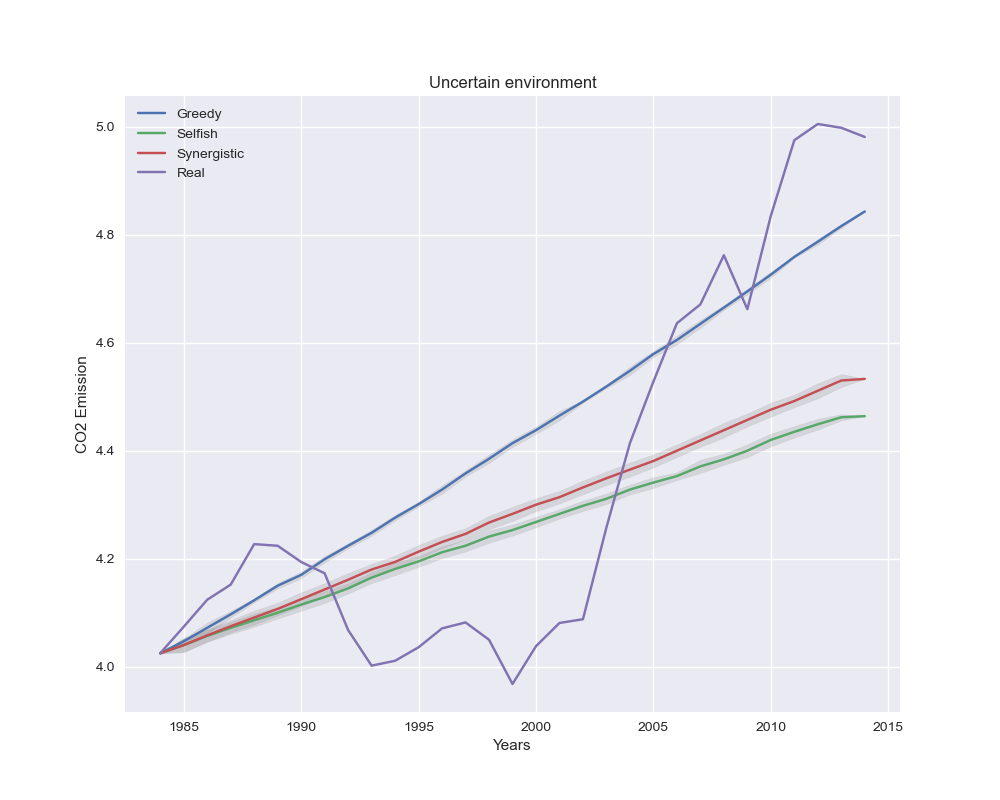 Uncertain environment
Greedy
Selfish
Synergistic
Real
5.0
4.8
4.6
4.4
4.2
4.0
CO2 Emission
1985 1990 1995 2000 2005 2010 2015
Years